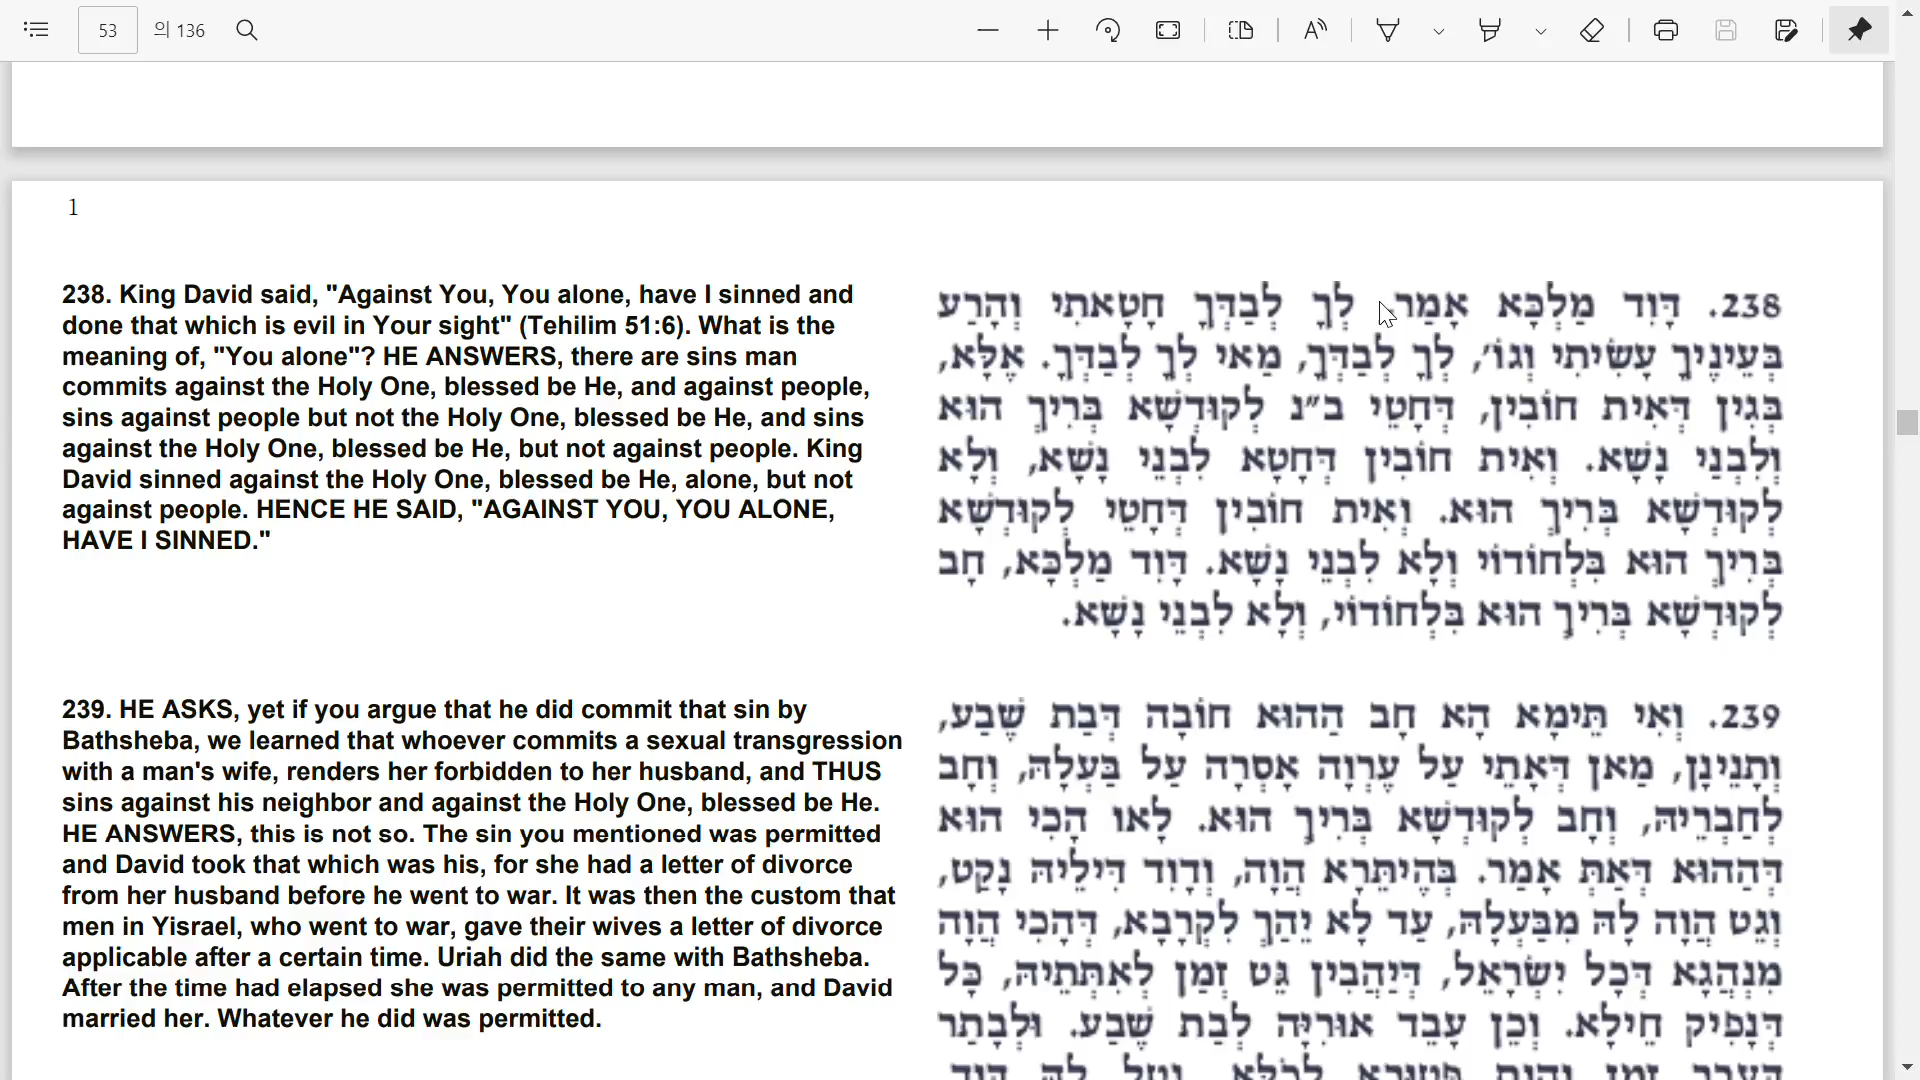 53 의 136
1
238. King David said, "Against You, You alone, have I sinned and
done that which is evil in Your sight" (Tehilim 51:6). What is the
meaning of, "You alone"? HE ANSWERS, there are sins man
commits against the Holy One, blessed be He, and against people,
sins against people but not the Holy One, blessed be He, and sins
against the Holy One, blessed be He, but not against people. King
David sinned against the Holy One, blessed be He, alone, but not
against people. HENCE HE SAID, "AGAINST YOU, YOU ALONE,
HAVE I SINNED."
238. דָּוִד מַלְכָּא אָמַר, לְךָ לְבַדְּךָ חָטָאתִי וְהָרַע
בְּעֵינֶיךָ עָשִׂיתִי וְגוֹ', לְךָ לְבַדְּךָ, מַאי לְךָ לְבַדְּךָ. אֶלָּא,
בְּגִין דְּאִית חוֹבִין, דְּחָטֵי ב"נ לְקוּדְשָׁא בְּרִיךְ הוּא
וְלִבְנֵי נָשָׁא. וְאִית חוֹבִין דְּחָטָא לִבְנֵי נָשָׁא, וְלָא
לְקוּדְשָׁא בְּרִיךְ הוּא. וְאִית חוֹבִין דְּחָטֵי לְקוּדְשָׁא
בְּרִיךְ הוּא בִּלְחוֹדוֹי וְלָא לִבְנֵי נָשָׁא. דָּוִד מַלְכָּא, חָב
לְקוּדְשָׁא בְּרִיךְ הוּא בִּלְחוֹדוֹי, וְלָא לִבְנֵי נָשָׁא.
239. HE ASKS, yet if you argue that he did commit that sin by
Bathsheba, we learned that whoever commits a sexual transgression
with a man's wife, renders her forbidden to her husband, and THUS
sins against his neighbor and against the Holy One, blessed be He.
HE ANSWERS, this is not so. The sin you mentioned was permitted
and David took that which was his, for she had a letter of divorce
from her husband before he went to war. It was then the custom that
men in Yisrael, who went to war, gave their wives a letter of divorce
applicable after a certain time. Uriah did the same with Bathsheba.
After the time had elapsed she was permitted to any man, and David
married her. Whatever he did was permitted.
239. וְאִי תֵּימָא הָא חָב הַהוּא חוֹבָה דְּבַת שֶׁבַע,
וְתָנֵינָן, מַאן דְּאָתֵי עַל עֶרְוָה אָסְרָהּ עַל בַּעְלָהּ, וְחָב
לְחַבְרֵיהּ, וְחָב לְקוּדְשָׁא בְּרִיךְ הוּא. לָאו הָכִי הוּא
דְּהַהוּא דְּאַתְּ אָמַר. בְּהֶיתֵּרָא הֲוָה, וְדָוִד דִּילֵיהּ נָקַט,
וְגֵט הֲוָה לָהּ מִבַּעְלָהּ, עַד לָא יֵהַךְ לִקְרָבָא, דְּהָכִי הֲוָה
מִנְהָגָא דְּכָל יִשְׂרָאֵל, דְּיַהֲבִין גֵּט זְמַן לְאִתְּתֵיהּ, כָּל
דְּנָפִיק חֵילָא. וְכֵן עָבֵד אוּרִיָּה לְבַת שֶׁבַע. וּלְבָתַר